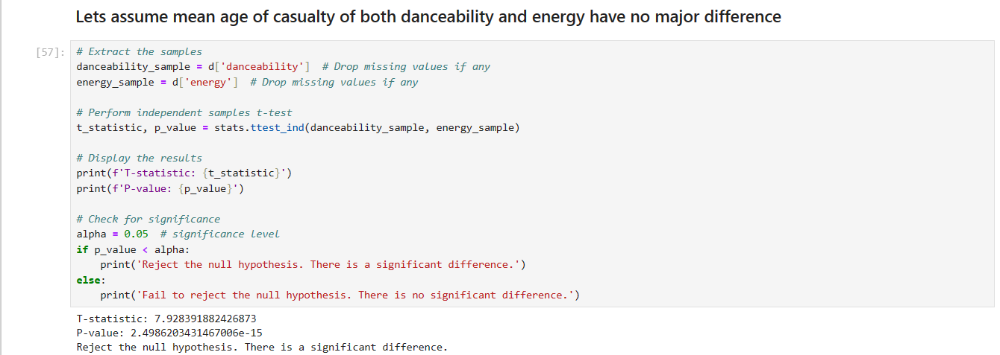 Lets assume mean age of casualty of both danceability and energy have no major difference
[57]:
# Extract the samples
danceability_sample = d['danceability']  # Drop missing values if any
energy_sample = d['energy']  # Drop missing values if any
# Perform independent samples t-test
t_statistic, p_value = stats.ttest_ind(danceability_sample, energy_sample)
# Display the results
print(f'T-statistic: {t_statistic}')
print(f'P-value: {p_value}')
# Check for significance
alpha = 0.05  # significance level
if p_value < alpha:
    print('Reject the null hypothesis. There is a significant difference.')
else:
    print('Fail to reject the null hypothesis. There is no significant difference.')
T-statistic: 7.928391882426873
P-value: 2.4986203431467006e-15
Reject the null hypothesis. There is a significant difference.